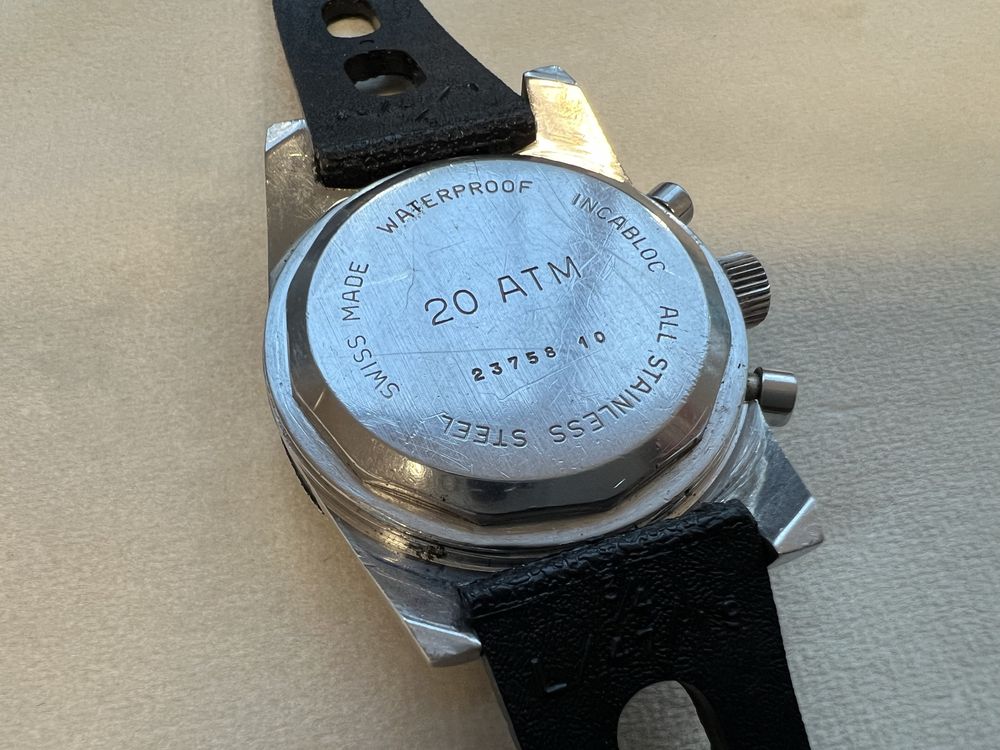 WATERPROOF INCABLOC ALL STAINLESS STEEL SWISS MADE
20 ATM
23758 10